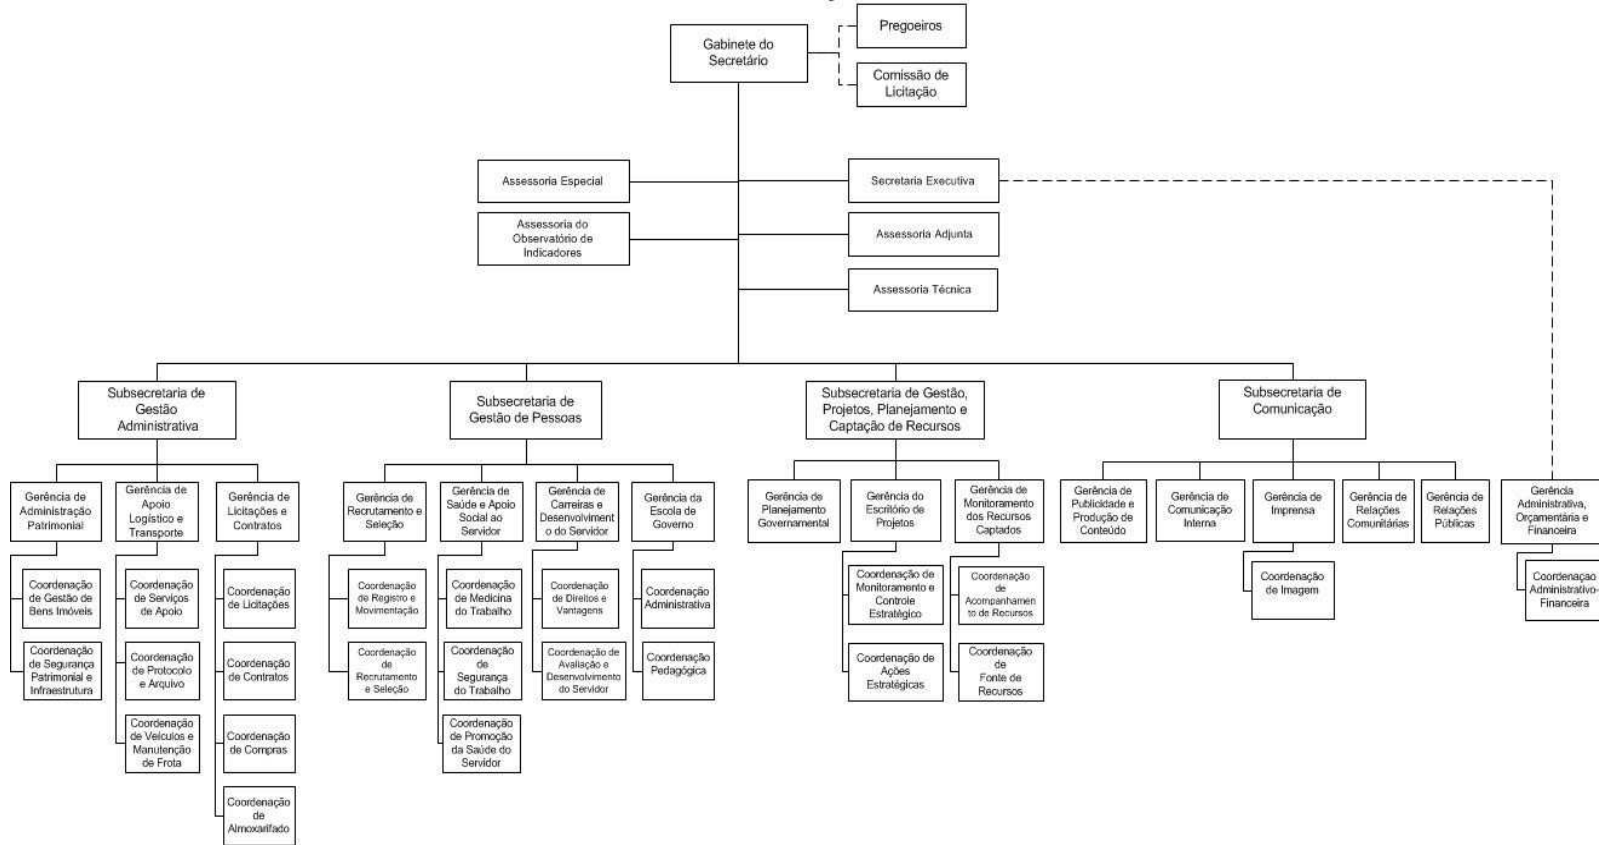 Pregoeiros
Gabinete do
Secretário
Comissão de
Licitação
Assessoria Especial
Secretaria Executiva
Assessoria do
Observatório de
Indicadores
Assessoria Adjunta
Assessoria Técnica
Subsecretaria de
Gestão
Administrativa
Subsecretaria de
Gestão de Pessoas
Subsecretaria de Gestão,
Projetos, Planejamento e
Captação de Recursos
Subsecretaria de
Comunicação
Gerência de
Administração
Patrimonial
Gerência de
Apoio
Logístico e
Transporte
Gerência de
Licitações e
Contratos
Gerência de
Recrutamento e
Seleção
Gerência de
Saúde e Apoio
Social ao
Servidor
Gerência de
Carreiras e
Desenvolviment
o do Servidor
Gerência da
Escola de
Governo
Gerência de
Planejamento
Governamental
Gerência do
Escritório de
Projetos
Gerência de
Monitoramento
dos Recursos
Captados
Gerência de
Publicidade e
Produção de
Conteúdo
Gerência de
Comunicação
Interna
Gerência de
Imprensa
Gerência de
Relações
Comunitárias
Gerência de
Relações
Públicas
Gerência
Administrativa,
Orçamentária e
Financeira
Coordenação
de Gestão de
Bens Imóveis
Coordenação
de Serviços
de Apoio
Coordenação
de Licitações
Coordenação
de Registro e
Movimentação
Coordenação
de Medicina
do Trabalho
Coordenação
de Direitos e
Vantagens
Coordenação
Administrativa
Coordenação de
Monitoramento e
Controle
Estratégico
Coordenação
de
Acompanhamen
to de Recursos
Coordenação
de Imagem
Coordenaçao
Administrativo-
Financeira
Coordenação
de Segurança
Patrimonial e
Infraestrutura
Coordenação
de Protocolo
e Arquivo
Coordenação
de Contratos
Coordenação
de
Recrutamento
e Seleção
Coordenação
de
Segurança
do Trabalho
Coordenação de
Avaliação e
Desenvolvimento
do Servidor
Coordenação
Pedagógica
Coordenação de
Ações
Estratégicas
Coordenação
de
Fonte de
Recursos
Coordenação
de Veículos e
Manutenção
de Frota
Coordenação
de Compras
Coordenação
de Promoção
da Saúde do
Servidor
Coordenação
de
Almoxarifado